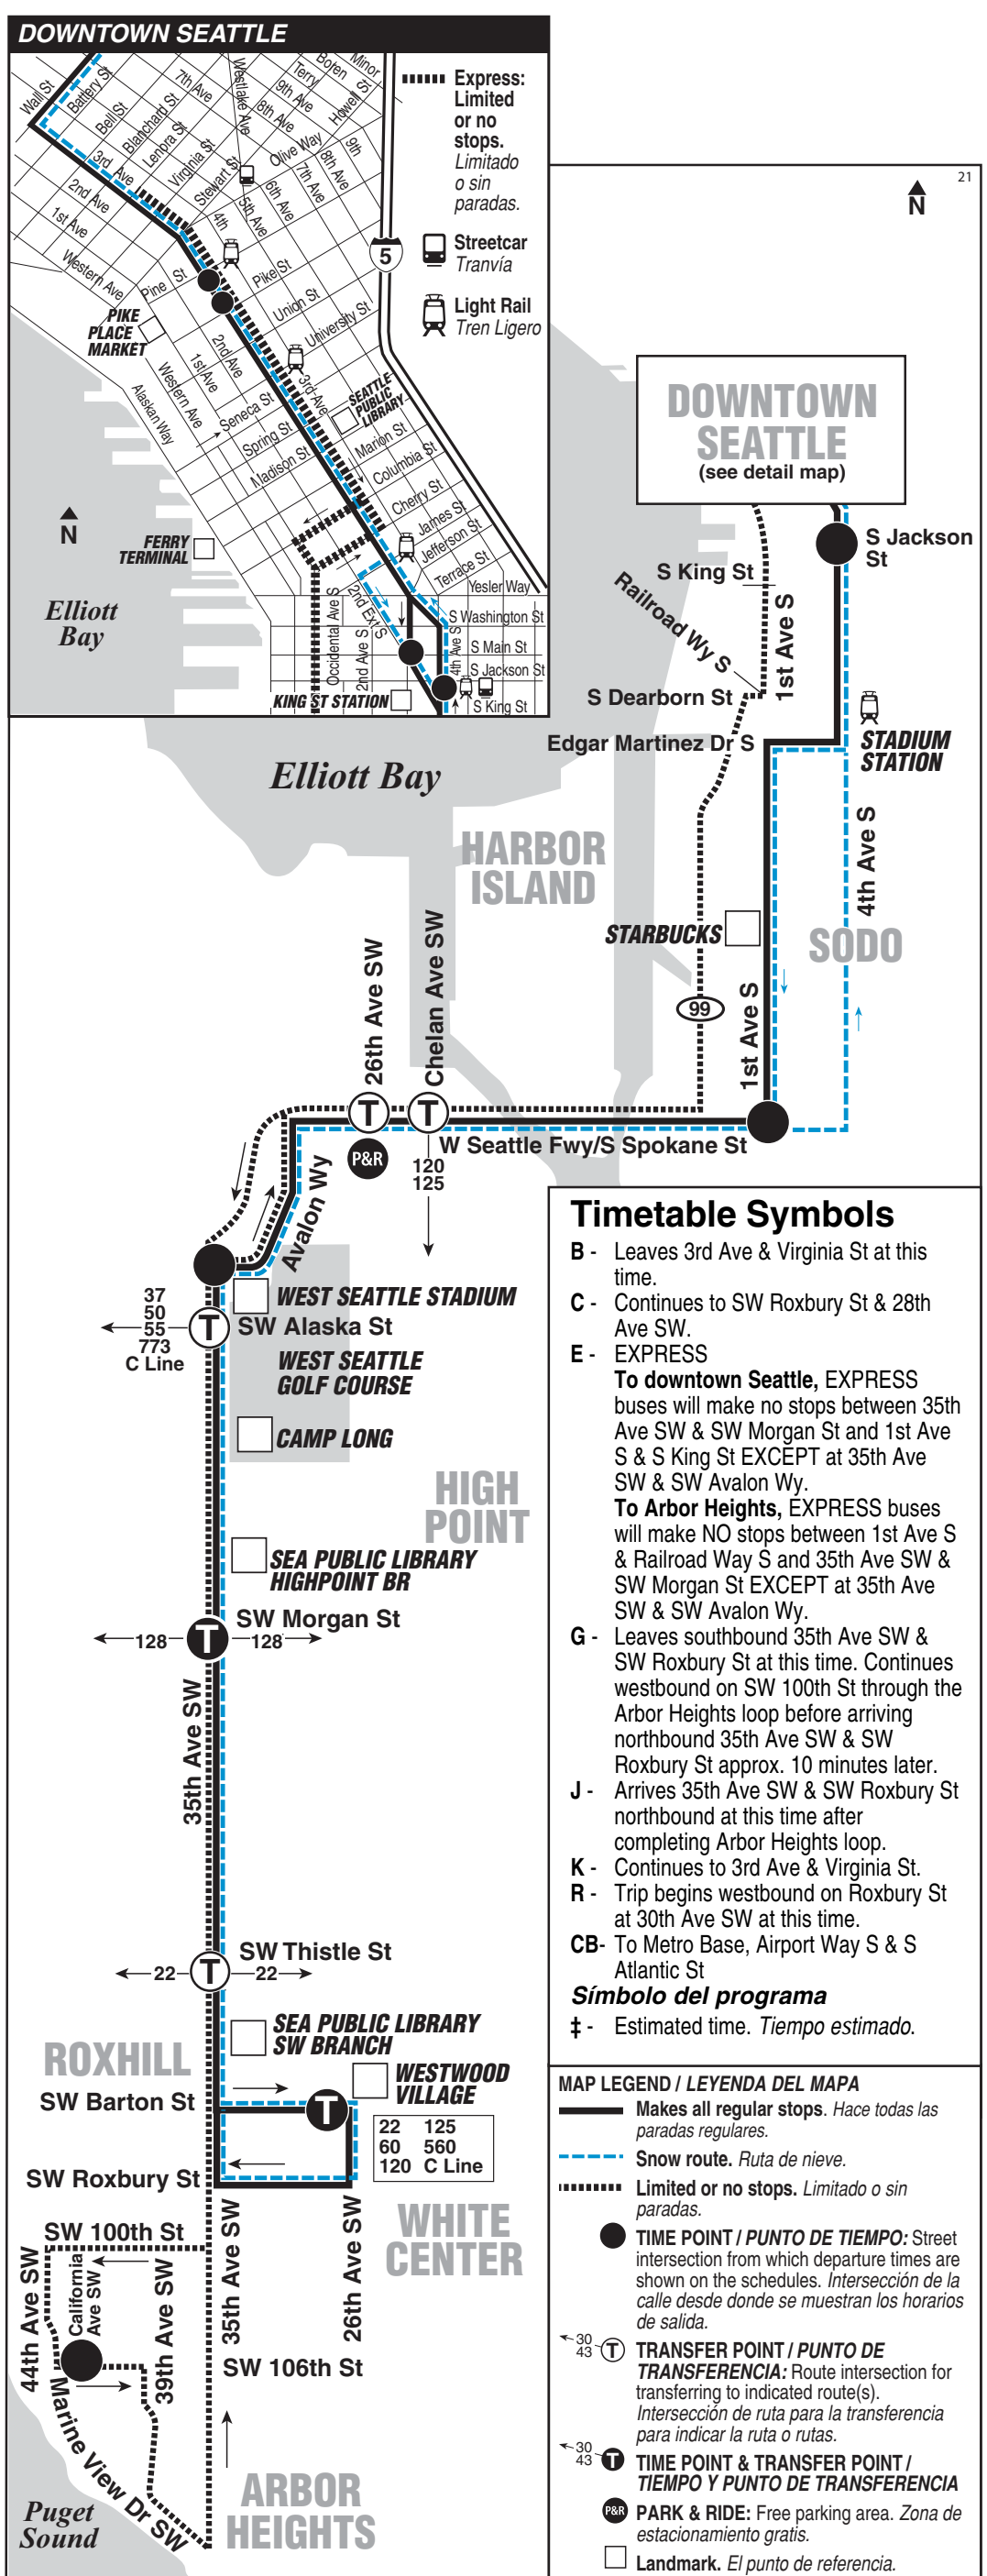 DOWNTOWN SEATTLE
Wall St
Battery St
Bell St
Blanchard St
Lenora St
Virginia St
Stewart St
7th Ave
Westlake Ave
8th Ave
9th Ave
Terry
Boren
Minor
Howell St
Olive Way
9th
8th Ave
7th Ave
6th Ave
5th Ave
4th
3rd Ave
2nd Ave
1st Ave
Western Ave
Pine St
Pike St
Union St
University St
PIKE
PLACE
MARKET
2nd Ave
1st Ave
Western Ave
Alaskan Way
3rd Ave
SEATTLE
PUBLIC
LIBRARY
Seneca St
Spring St
Madison St
Marion St
Columbia St
Cherry St
James St
Jefferson St
Terrace St
Yesler Way
S Washington St
S Main St
S Jackson St
S King St
4th Ave S
2nd Ext S
2nd Ave S
Occidental Ave S
KING ST STATION
FERRY
TERMINAL
N
Elliott
Bay
5
Express:
Limited
or no
stops.
Limitado
o sin
paradas.
Streetcar
Tranvía
Light Rail
Tren Ligero
21
N
DOWNTOWN
SEATTLE
(see detail map)
S Jackson
St
S King St
Railroad Wy S
1st Ave S
S Dearborn St
Edgar Martinez Dr S
STADIUM
STATION
Elliott Bay
HARBOR
ISLAND
4th Ave S
STARBUCKS
SODO
99
1st Ave S
26th Ave SW
Chelan Ave SW
T
T
P&R
W Seattle Fwy/S Spokane St
120
125
Avalon Wy
WEST SEATTLE STADIUM
37
50
55
773
C Line
T
SW Alaska St
WEST SEATTLE
GOLF COURSE
CAMP LONG
HIGH
POINT
SEA PUBLIC LIBRARY
HIGHPOINT BR
SW Morgan St
128
T
128
35th Ave SW
SW Thistle St
22
T
22
SEA PUBLIC LIBRARY
SW BRANCH
ROXHILL
WESTWOOD
VILLAGE
SW Barton St
T
22 125
60 560
120 C Line
SW Roxbury St
WHITE
CENTER
SW 100th St
44th Ave SW
California
Ave SW
39th Ave SW
35th Ave SW
26th Ave SW
SW 106th St
Marine View Dr SW
ARBOR
HEIGHTS
Puget
Sound
Timetable Symbols
B - Leaves 3rd Ave & Virginia St at this
time.
C - Continues to SW Roxbury St & 28th
Ave SW.
E - EXPRESS
To downtown Seattle, EXPRESS
buses will make no stops between 35th
Ave SW & SW Morgan St and 1st Ave
S & S King St EXCEPT at 35th Ave
SW & SW Avalon Wy.
To Arbor Heights, EXPRESS buses
will make NO stops between 1st Ave S
& Railroad Way S and 35th Ave SW &
SW Morgan St EXCEPT at 35th Ave
SW & SW Avalon Wy.
G - Leaves southbound 35th Ave SW &
SW Roxbury St at this time. Continues
westbound on SW 100th St through the
Arbor Heights loop before arriving
northbound 35th Ave SW & SW
Roxbury St approx. 10 minutes later.
J - Arrives 35th Ave SW & SW Roxbury St
northbound at this time after
completing Arbor Heights loop.
K - Continues to 3rd Ave & Virginia St.
R - Trip begins westbound on Roxbury St
at 30th Ave SW at this time.
CB- To Metro Base, Airport Way S & S
Atlantic St
Símbolo del programa
‡ - Estimated time. Tiempo estimado.
MAP LEGEND / LEYENDA DEL MAPA
Makes all regular stops. Hace todas las
paradas regulares.
Snow route. Ruta de nieve.
Limited or no stops. Limitado o sin
paradas.
TIME POINT / PUNTO DE TIEMPO: Street
intersection from which departure times are
shown on the schedules. Intersección de la
calle desde donde se muestran los horarios
de salida.
30
43 T TRANSFER POINT / PUNTO DE
TRANSFERENCIA: Route intersection for
transferring to indicated route(s).
Intersección de ruta para la transferencia
para indicar la ruta o rutas.
30
43 T TIME POINT & TRANSFER POINT /
TIEMPO Y PUNTO DE TRANSFERENCIA
P&R PARK & RIDE: Free parking area. Zona de
estacionamiento gratis.
Landmark. El punto de referencia.